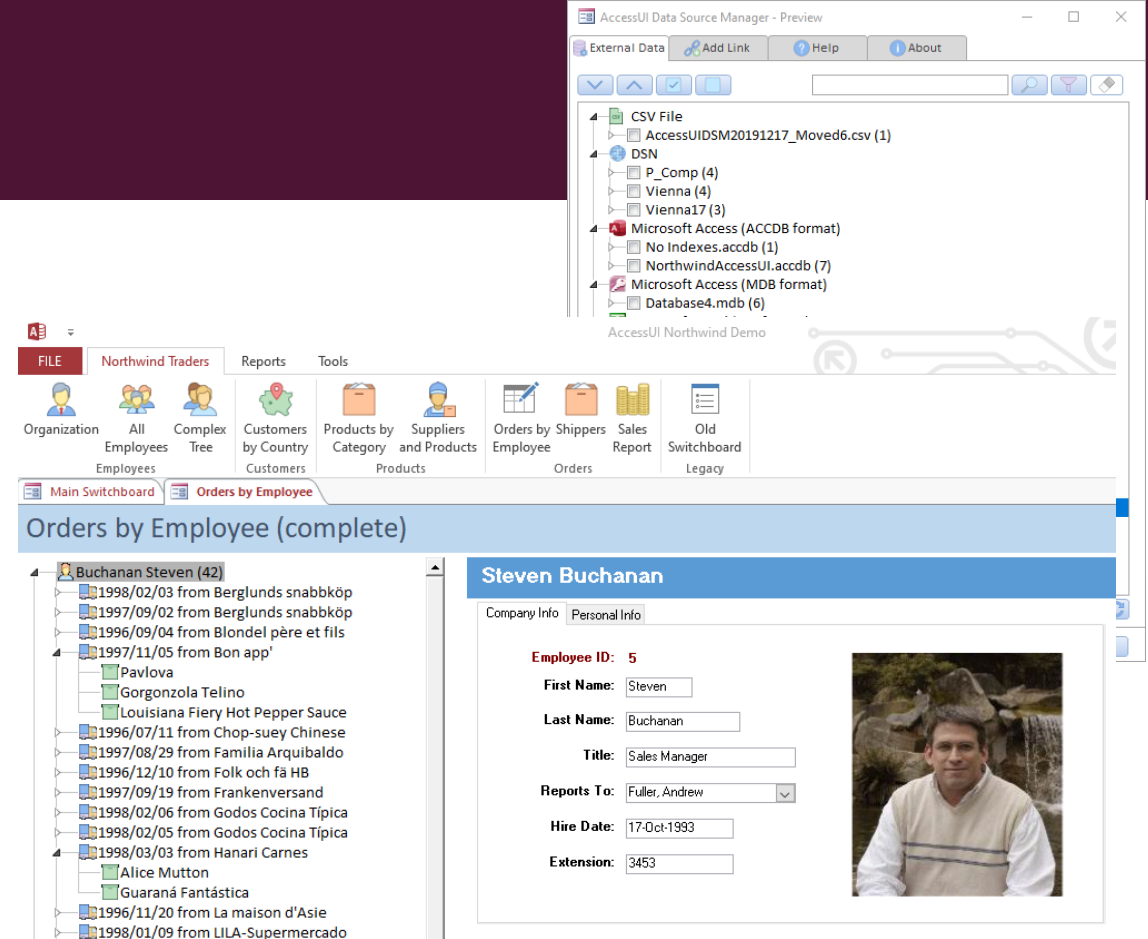 AccessUI Data Source Manager - Preview
External Data Add Link Help About
CSV File
AccessUIDSM20191217_Moved6.csv (1)
DSN
P_Comp (4)
Vienna (4)
Vienna17 (3)
Microsoft Access (ACCDB format)
No Indexes.accdb (1)
NorthwindAccessUI.accdb (7)
Microsoft Access (MDB format)
Database4.mdb (6)
AccessUI Northwind Demo
FILE Northwind Traders Reports Tools
Organization All Employees Complex Tree Customers by Country Products by Category Suppliers and Products Orders by Employee Shippers Sales Report Old Switchboard
Employees Customers Products Orders Legacy
Main Switchboard Orders by Employee
Orders by Employee (complete)
Buchanan Steven (42)
1998/02/03 from Berglunds snabbköp
1997/09/02 from Berglunds snabbköp
1996/09/04 from Blondel père et fils
1997/11/05 from Bon app'
Pavlova
Gorgonzola Telino
Louisiana Fiery Hot Pepper Sauce
1996/07/11 from Chop-suey Chinese
1997/08/29 from Familia Arquibaldo
1996/12/10 from Folk och fä HB
1997/09/19 from Frankenversand
1998/02/06 from Godos Cocina Típica
1998/02/05 from Godos Cocina Típica
1998/03/03 from Hanari Carnes
Alice Mutton
Guaraná Fantástica
1996/11/20 from La maison d'Asie
1998/01/09 from LILA-Supermercado
Steven Buchanan
Company Info Personal Info
Employee ID: 5
First Name: Steven
Last Name: Buchanan
Title: Sales Manager
Reports To: Fuller, Andrew
Hire Date: 17-Oct-1993
Extension: 3453